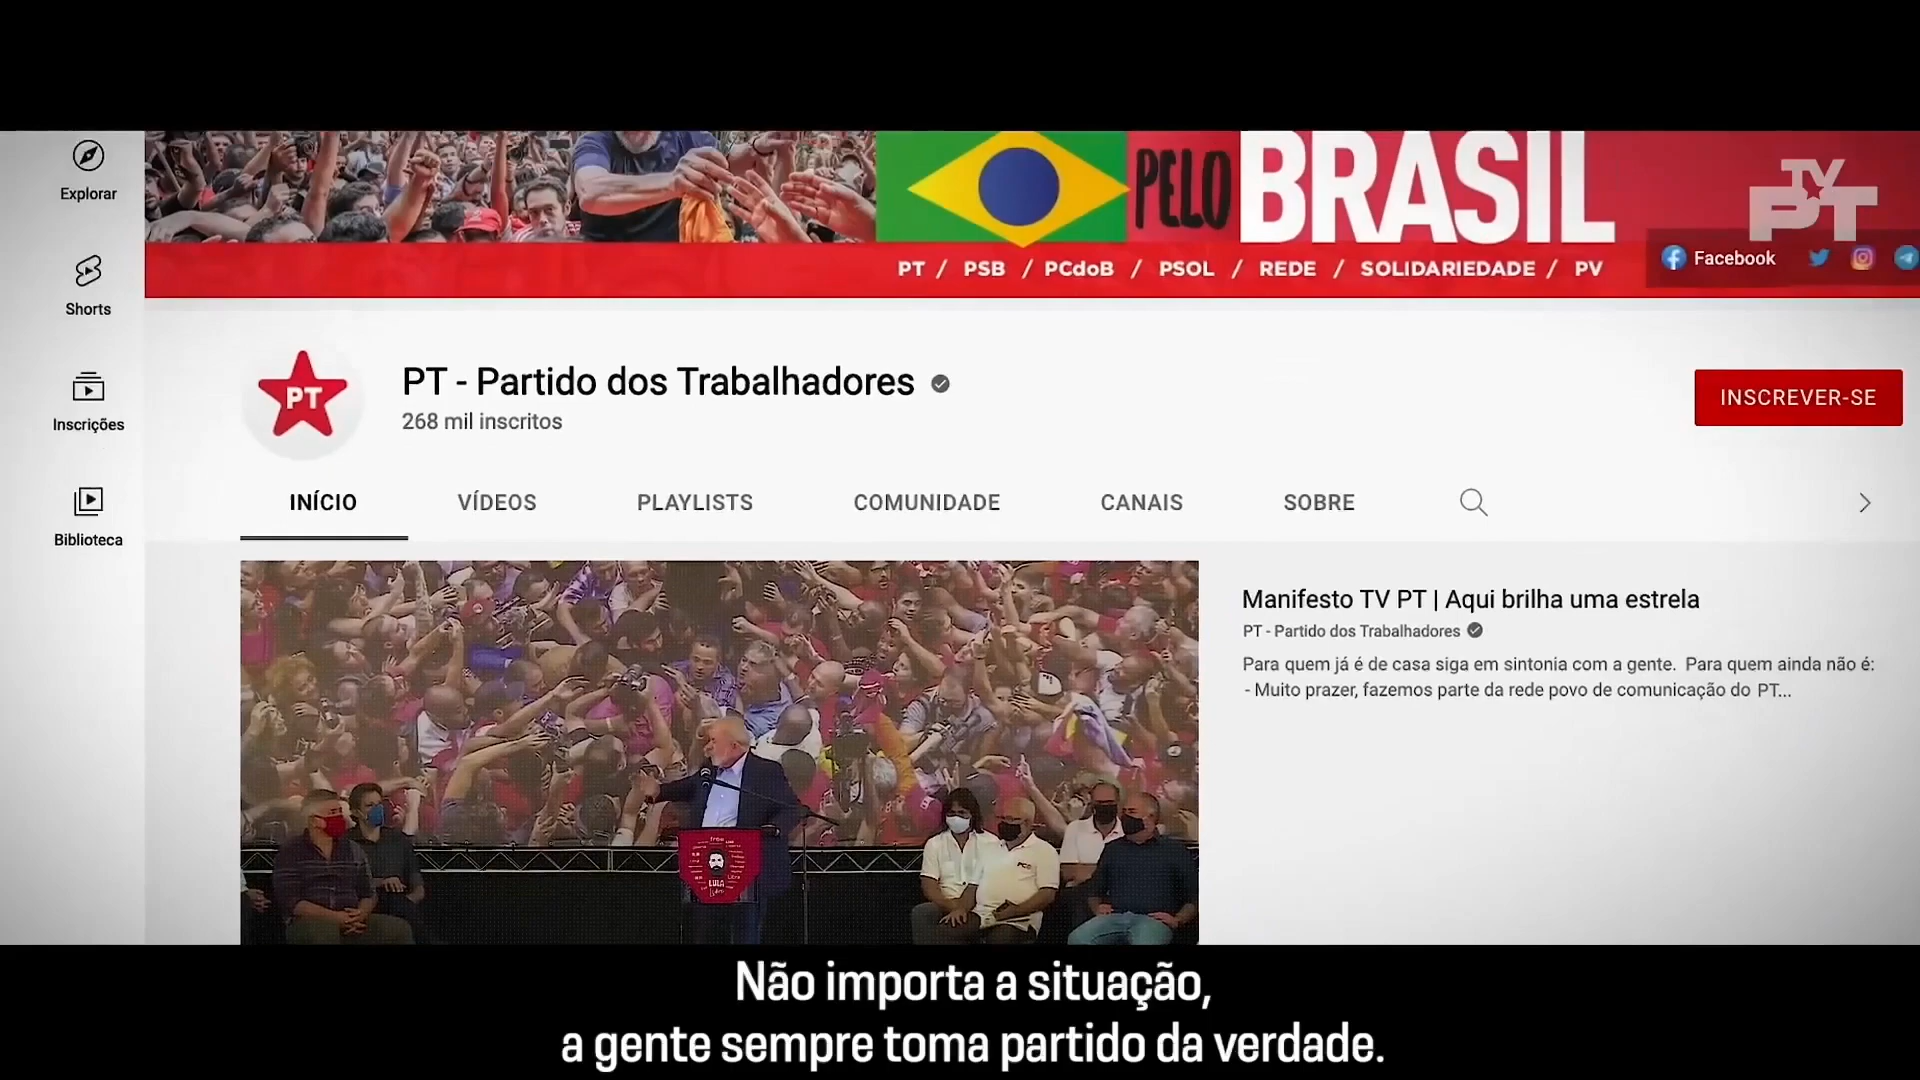 Explorar
Shorts
Inscrições
Biblioteca
PELO BRASIL
TV
PT
PT / PSB / PCdoB / PSOL / REDE / SOLIDARIEDADE / PV
Facebook
PT
PT - Partido dos Trabalhadores
268 mil inscritos
INSCREVER-SE
INÍCIO
VÍDEOS
PLAYLISTS
COMUNIDADE
CANAIS
SOBRE
Manifesto TV PT | Aqui brilha uma estrela
PT - Partido dos Trabalhadores
Para quem já é de casa siga em sintonia com a gente. Para quem ainda não é:
- Muito prazer, fazemos parte da rede povo de comunicação do PT...
LULA
Não importa a situação,
a gente sempre toma partido da verdade.